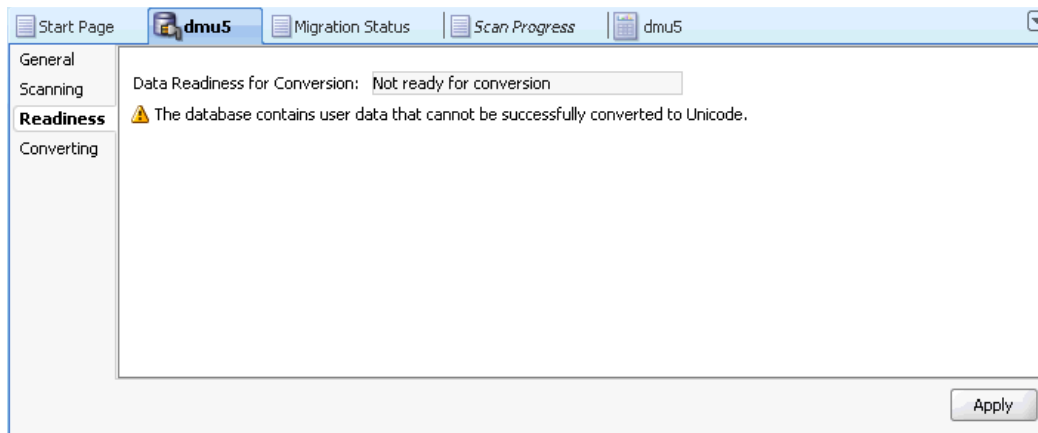 Start Page dmu5 Migration Status Scan Progress dmu5
General
Scanning
Readiness
Converting
Data Readiness for Conversion: Not ready for conversion
The database contains user data that cannot be successfully converted to Unicode.
Apply